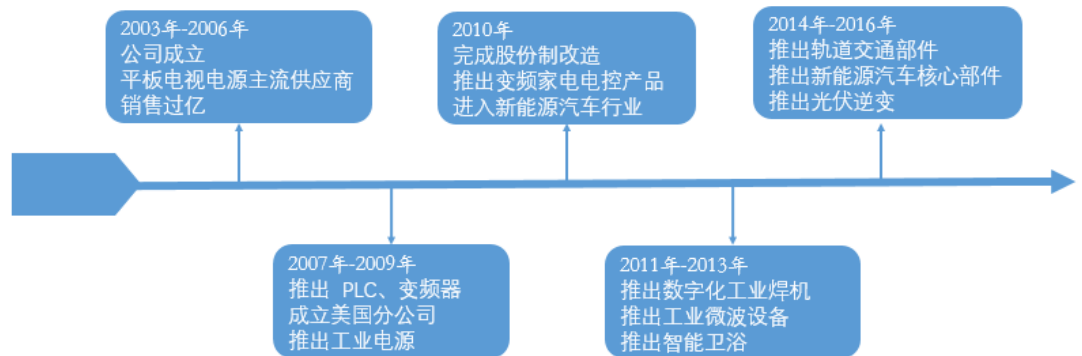 2003年-2006年
公司成立
平板电视电源主流供应商
销售过亿
2007年-2009年
推出 PLC、变频器
成立美国分公司
推出工业电源
2010年
完成股份制改造
推出变频家电电控产品
进入新能源汽车行业
2011年-2013年
推出数字化工业焊机
推出工业微波设备
推出智能卫浴
2014年-2016年
推出轨道交通部件
推出新能源汽车核心部件
推出光伏逆变